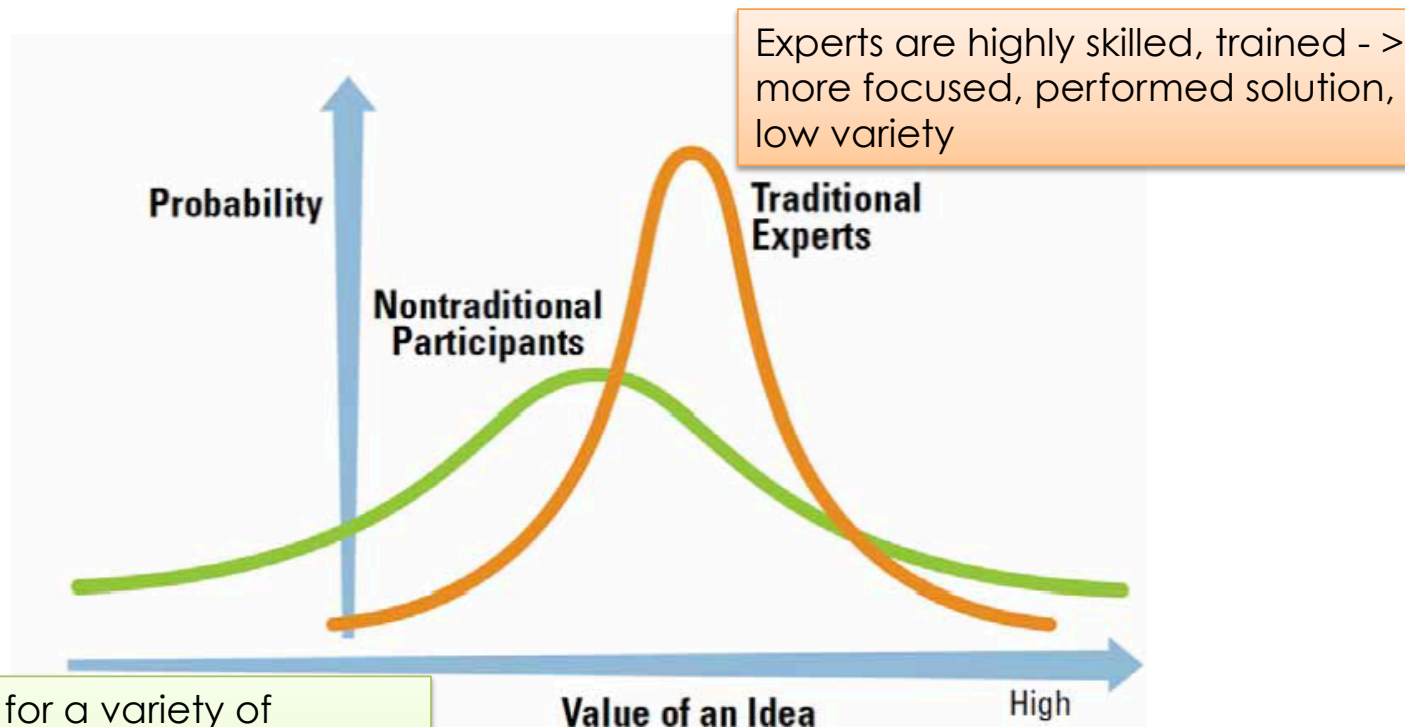 Experts are highly skilled, trained - >
more focused, performed solution,
low variety
Probability
Traditional
Experts
Nontraditional
Participants
for a variety of
Value of an Idea
High